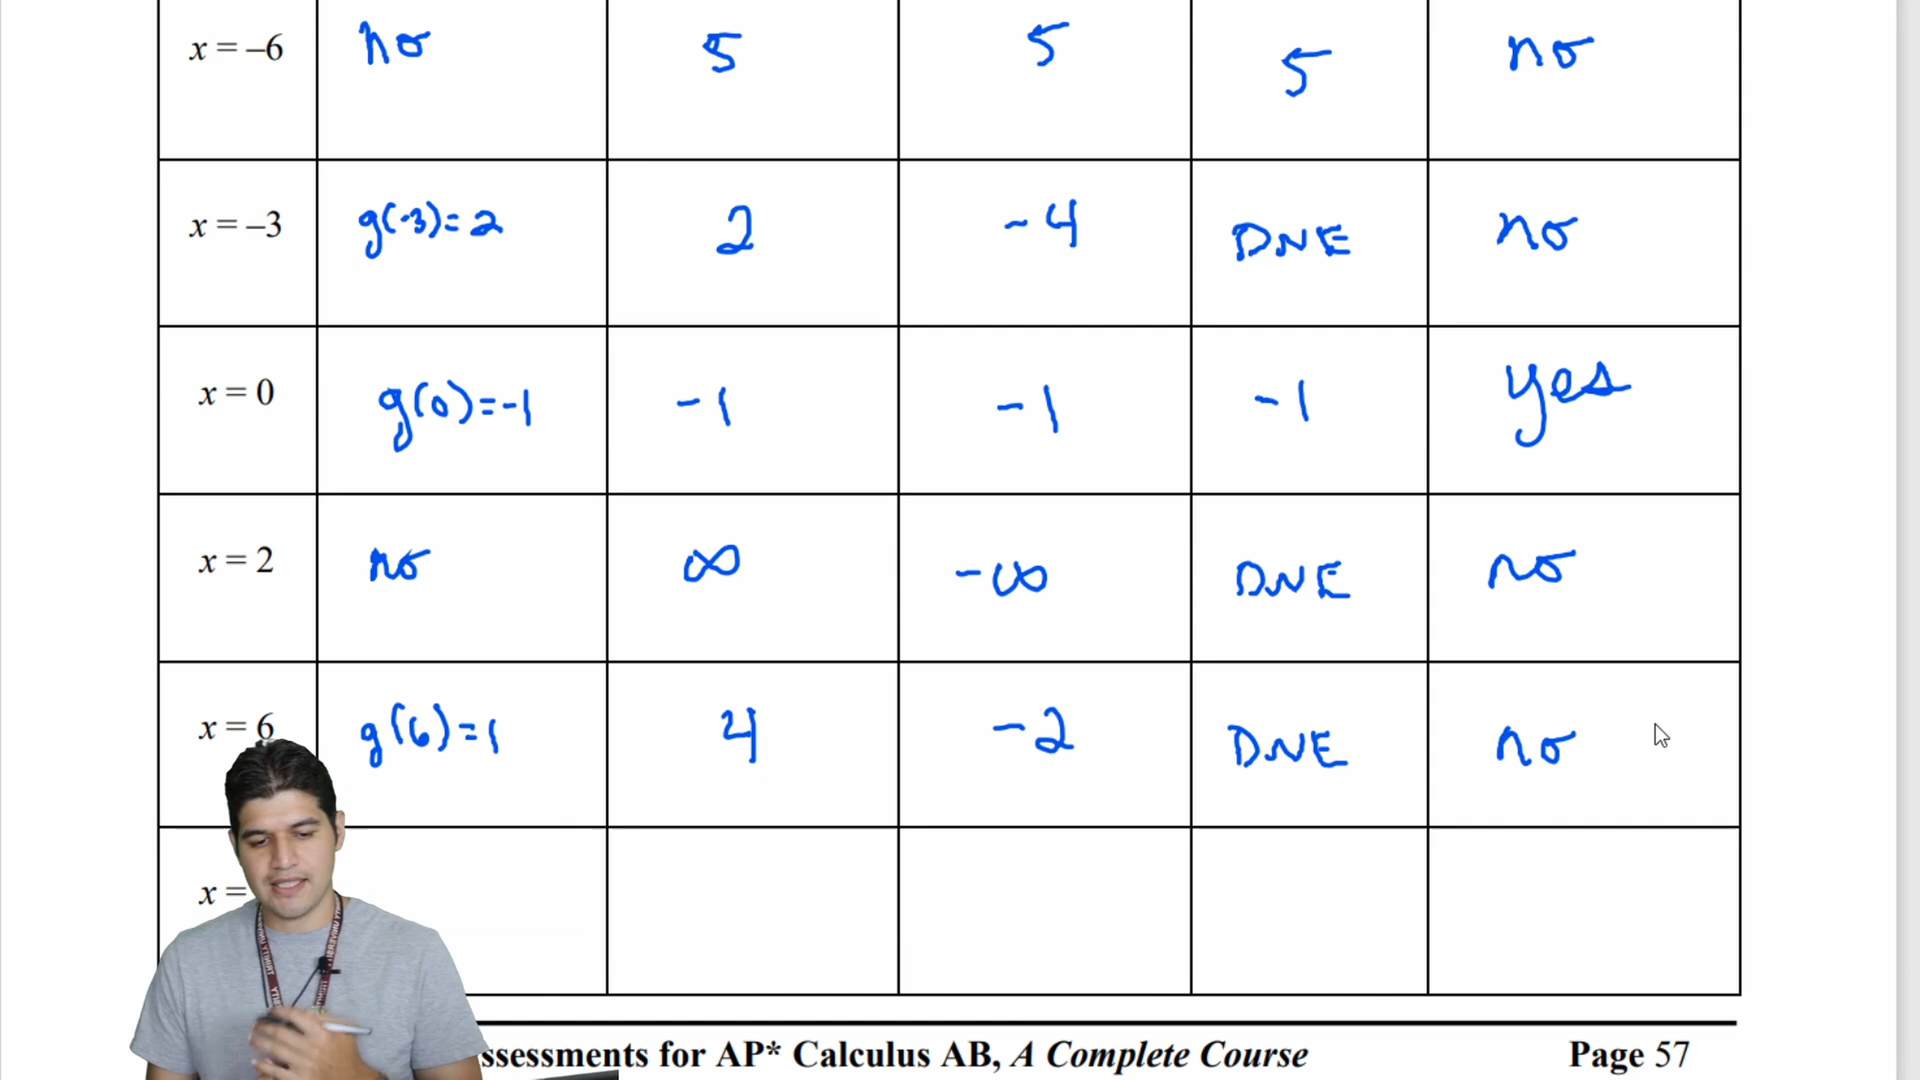 x = –6 no 5 5 5 no
x = –3 g(-3)=2 2 -4 DNE no
x = 0 g(0)=-1 -1 -1 -1 yes
x = 2 no ∞ -∞ DNE no
x = 6 g(6)=1 4 -2 DNE no
x =
ssessments for AP* Calculus AB, A Complete Course Page 57